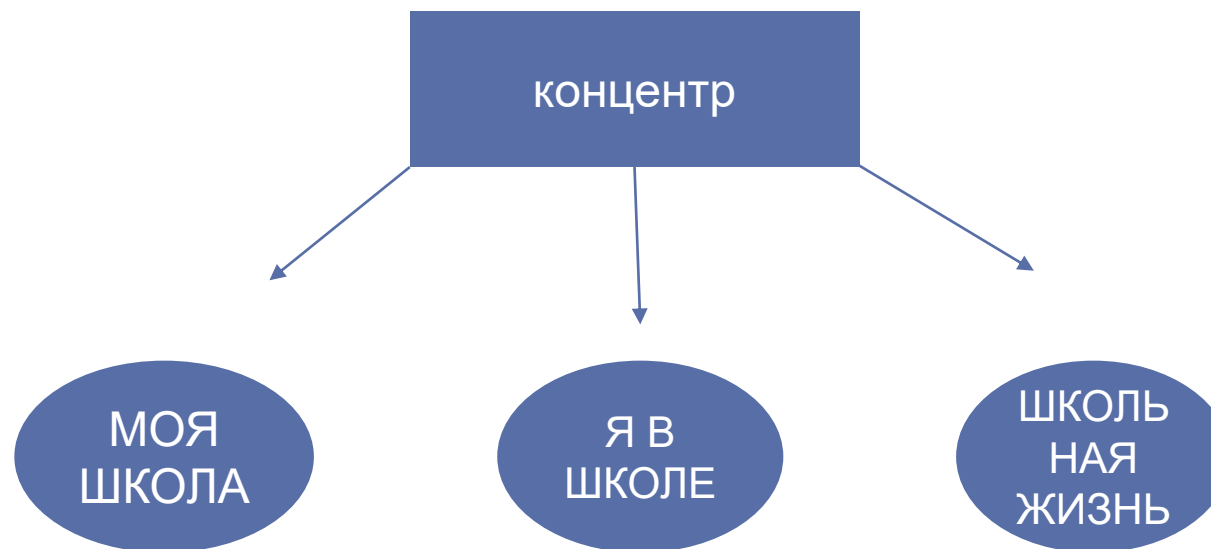 концентр
МОЯ
ШКОЛА
Я В
ШКОЛЕ
ШКОЛЬ
НАЯ
ЖИЗНЬ